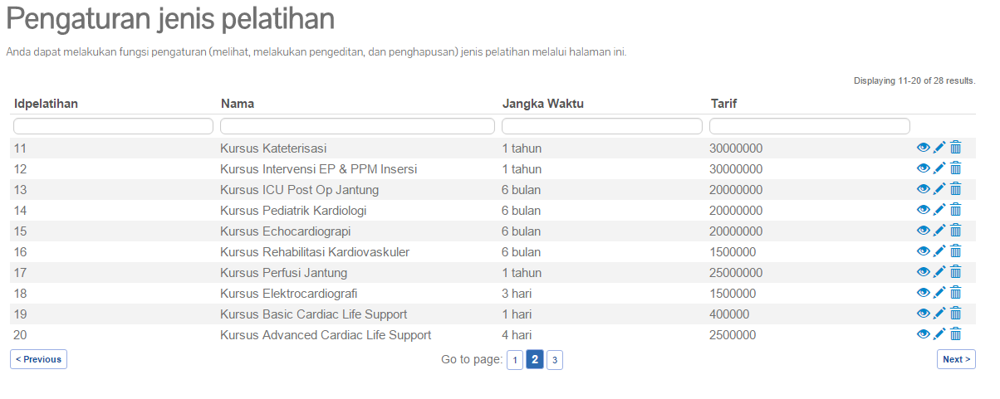 Pengaturan jenis pelatihan
Anda dapat melakukan fungsi pengaturan (melihat, melakukan pengeditan, dan penghapusan) jenis pelatihan melalui halaman ini.
Displaying 11-20 of 28 results.
Idpelatihan Nama Jangka Waktu Tarif
11 Kursus Kateterisasi 1 tahun 30000000
12 Kursus Intervensi EP & PPM Insersi 1 tahun 30000000
13 Kursus ICU Post Op Jantung 6 bulan 20000000
14 Kursus Pediatrik Kardiologi 6 bulan 20000000
15 Kursus Echocardiograpi 6 bulan 20000000
16 Kursus Rehabilitasi Kardiovaskuler 6 bulan 1500000
17 Kursus Perfusi Jantung 1 tahun 25000000
18 Kursus Elektrocardiografi 3 hari 1500000
19 Kursus Basic Cardiac Life Support 1 hari 400000
20 Kursus Advanced Cardiac Life Support 4 hari 2500000
< Previous Go to page: 1 2 3 Next >